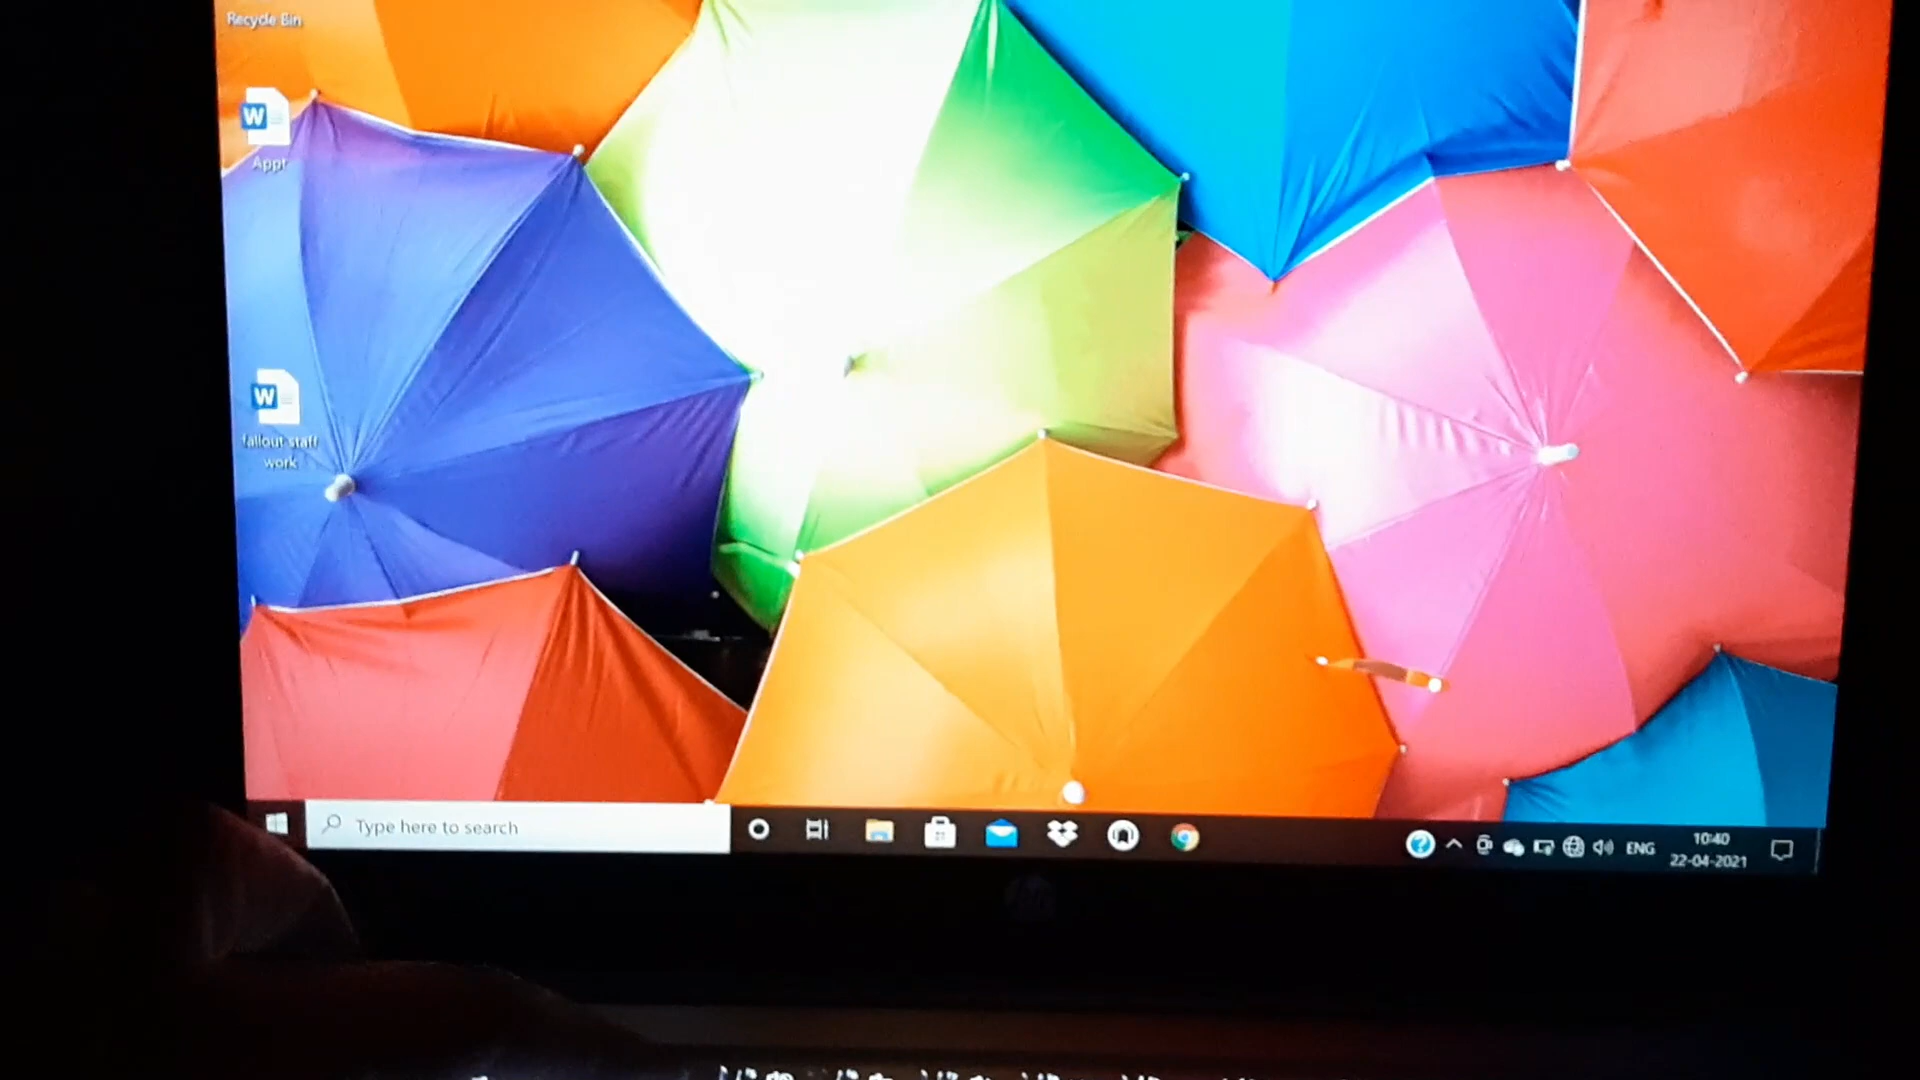 Recycle Bin
Appt
fallout staff
work
Type here to search
ENG
10:40
22-04-2021